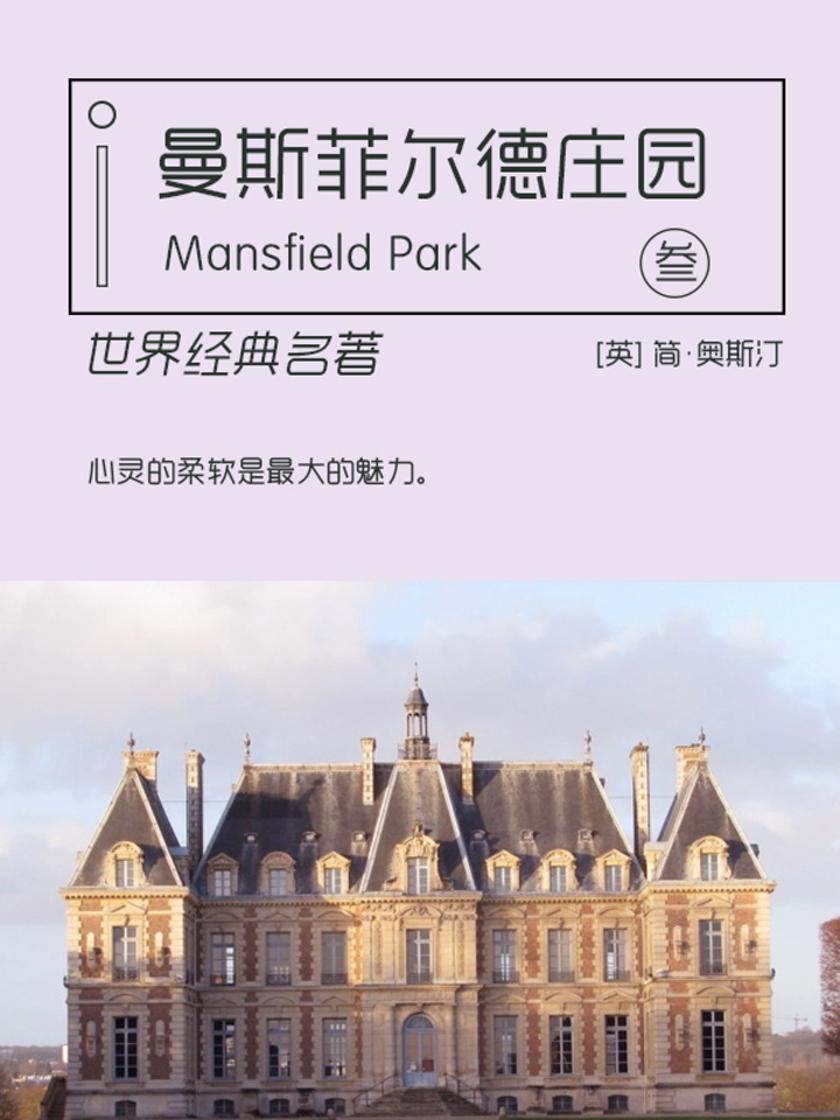 曼斯菲尔德庄园
Mansfield Park
叁
世界经典名著
[英] 简·奥斯汀
心灵的柔软是最大的魅力。